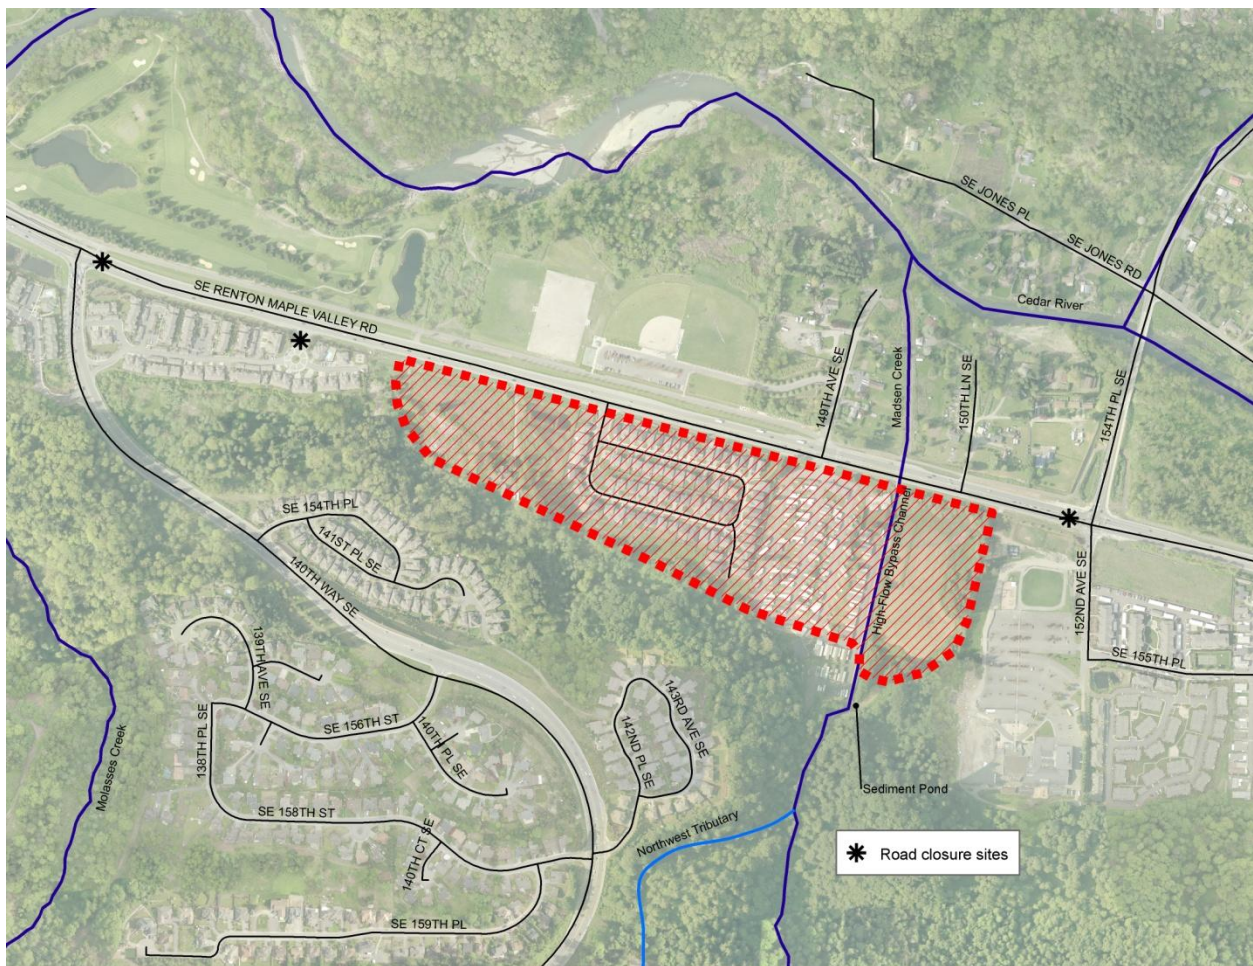 SE JONES PL
SE JONES RD
Cedar River
SE RENTON MAPLE VALLEY RD
149TH AVE SE
Madsen Creek
150TH LN SE
154TH PL SE
High-Flow Bypass Channel
152ND AVE SE
SE 155TH PL
SE 154TH PL
141ST PL SE
140TH WAY SE
139TH AVE SE
SE 156TH ST
140TH PL SE
138TH PL SE
143RD AVE SE
142ND PL SE
Molasses Creek
SE 158TH ST
140TH CT SE
SE 159TH PL
Northwest Tributary
Sediment Pond
Road closure sites